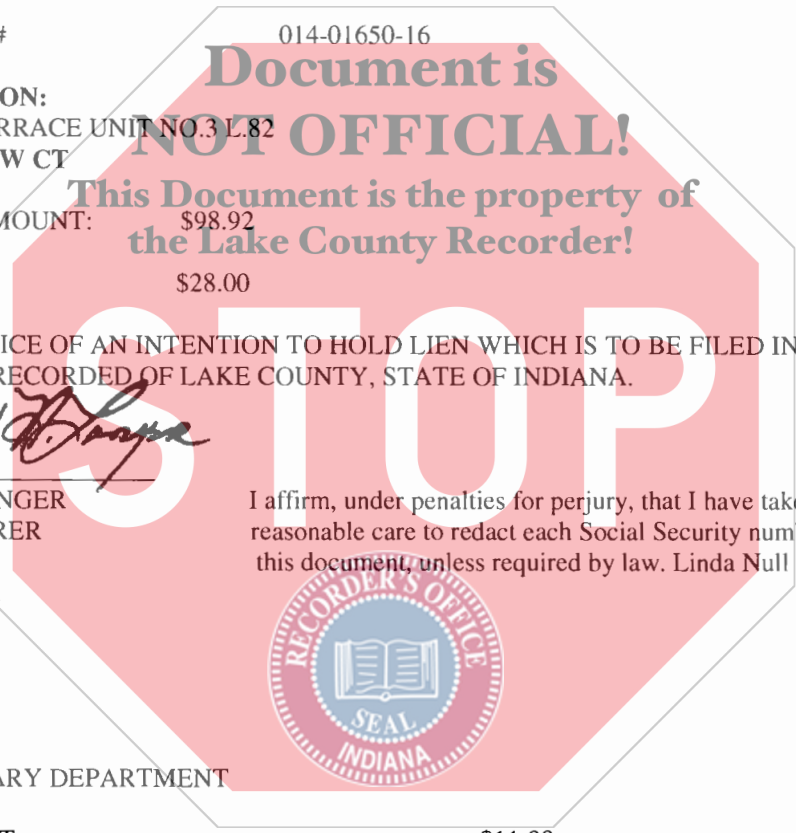 # 014-01650-16
Document is
ON:
RRACE UNIT NO.3 L.82
NOT OFFICIAL!
W CT
This Document is the property of
MOUNT: $98.92
the Lake County Recorder!
$28.00
STOP
ICE OF AN INTENTION TO HOLD LIEN WHICH IS TO BE FILED IN
RECORDED OF LAKE COUNTY, STATE OF INDIANA.
NGER I affirm, under penalties for perjury, that I have take
RER reasonable care to redact each Social Security num
this document, unless required by law. Linda Null
RECORDER'S OFFICE
SEAL
INDIANA
ARY DEPARTMENT